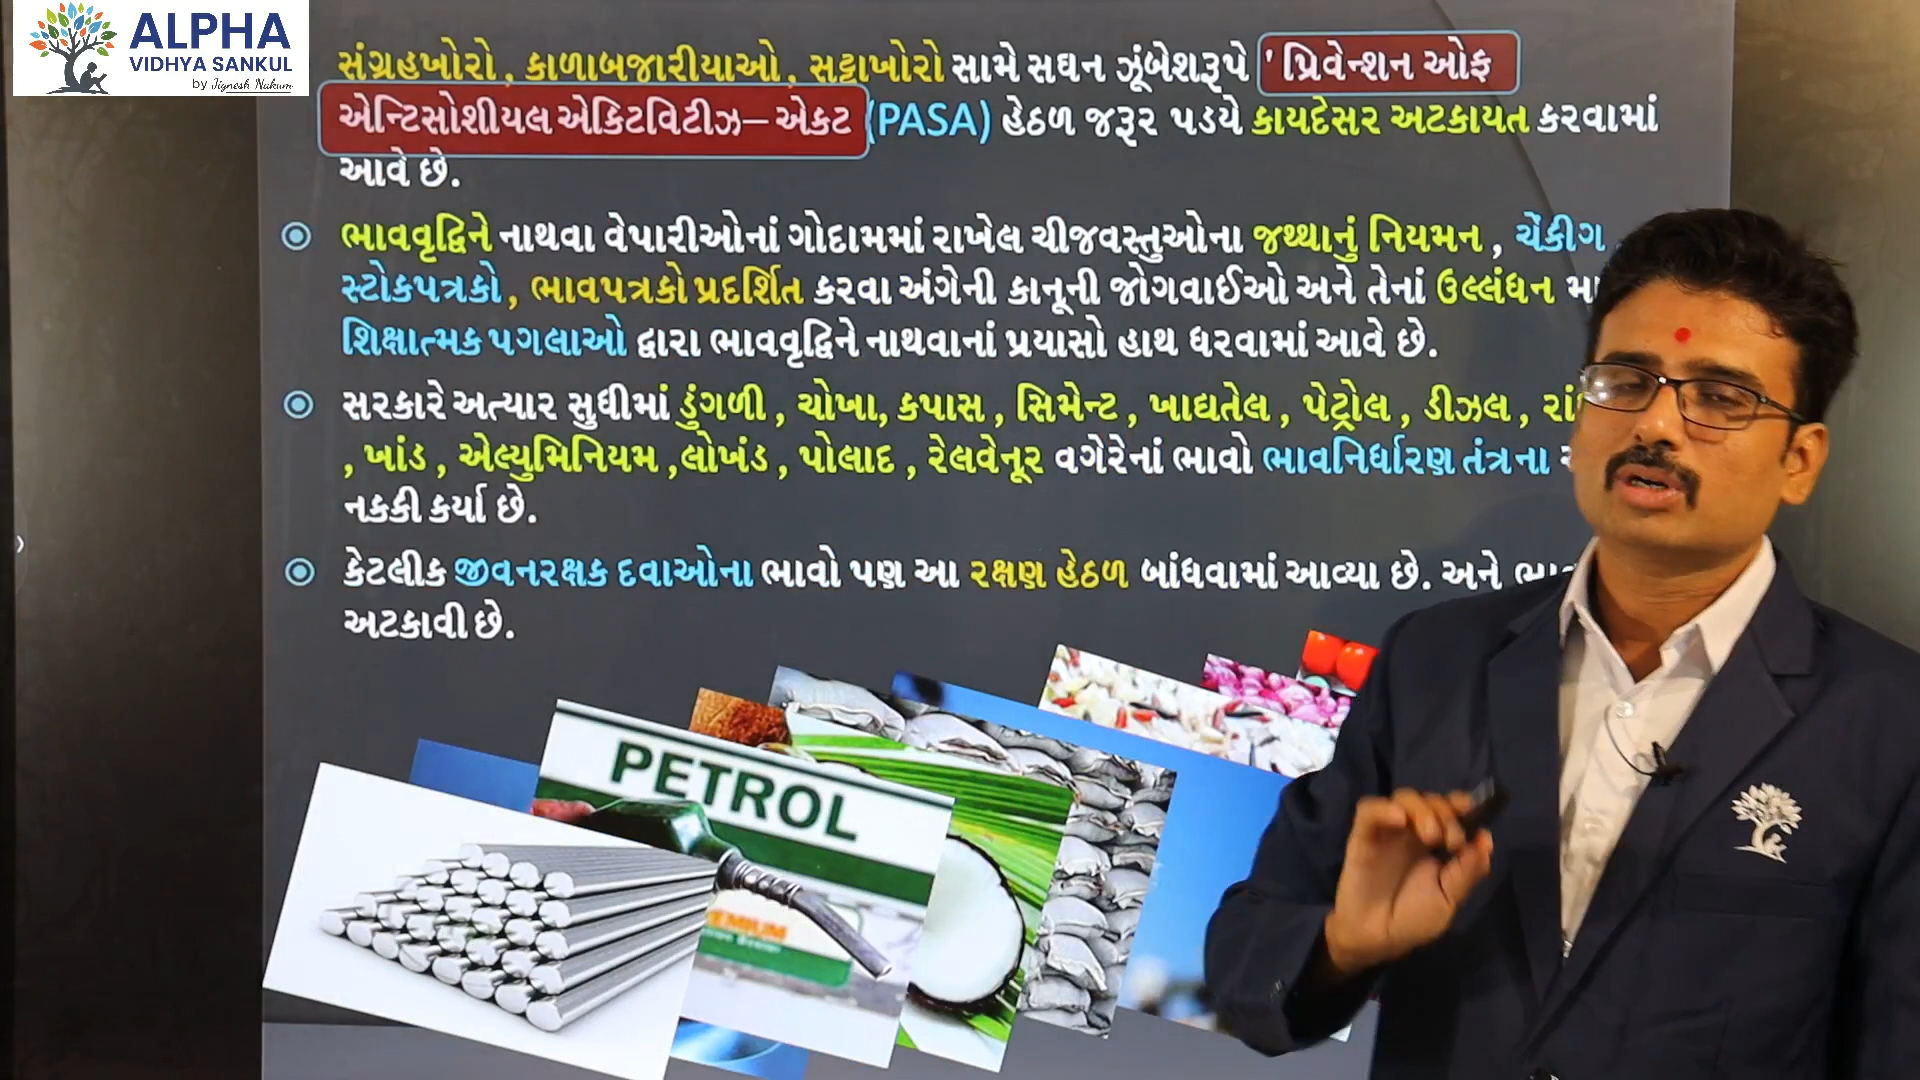 ALPHA
VIDHYA SANKUL
by Jignesh Nakum
સંગ્રહખોરો , કાળાબજારીયાઓ , સટ્ટાખોરો સામે સઘન ઝૂંબેશરૂપે ' પ્રિવેન્શન ઓફ
એન્ટિસોશીયલ એકિટવિટીઝ– એકટ (PASA) હેઠળ જરૂર પડયે કાયદેસર અટકાયત કરવામાં
આવે છે.
ભાવવૃદ્વિને નાથવા વેપારીઓનાં ગોદામમાં રાખેલ ચીજવસ્તુઓના જથ્થાનું નિયમન , ચેંકીગ
સ્ટોકપત્રકો , ભાવપત્રકો પ્રદર્શિત કરવા અંગેની કાનૂની જોગવાઈઓ અને તેનાં ઉલ્લંધન
શિક્ષાત્મક પગલાઓ દ્વારા ભાવવૃદ્વિને નાથવાનાં પ્રયાસો હાથ ધરવામાં આવે છે.
સરકારે અત્યાર સુધીમાં ડુંગળી , ચોખા, કપાસ , સિમેન્ટ , ખાદ્યતેલ , પેટ્રોલ , ડીઝલ ,
, ખાંડ , એલ્યુમિનિયમ ,લોખંડ , પોલાદ , રેલવેનૂર વગેરેનાં ભાવો ભાવનિર્ધારણ તંત્રના
નકકી કર્યા છે.
કેટલીક જીવનરક્ષક દવાઓના ભાવો પણ આ રક્ષણ હેઠળ બાંધવામાં આવ્યા છે. અને
અટકાવી છે.
PETROL